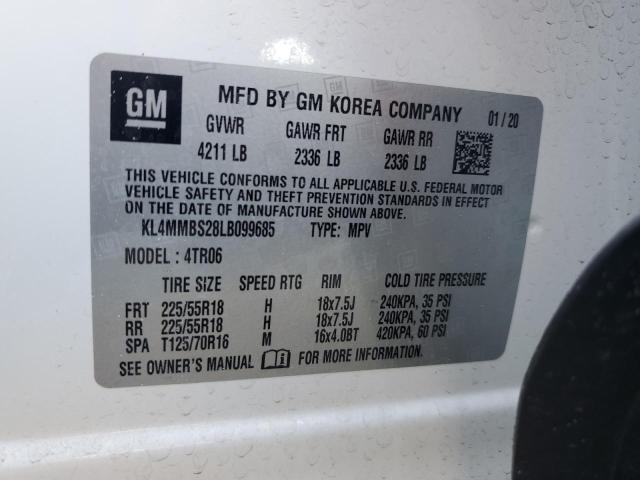 GM
MFD BY GM KOREA COMPANY 01/20
GVWR GAWR FRT GAWR RR
4211 LB 2336 LB 2336 LB
THIS VEHICLE CONFORMS TO ALL APPLICABLE U.S. FEDERAL MOTOR
VEHICLE SAFETY AND THEFT PREVENTION STANDARDS IN EFFECT
ON THE DATE OF MANUFACTURE SHOWN ABOVE.
KL4MMBS28LB099685 TYPE: MPV
MODEL : 4TR06
TIRE SIZE SPEED RTG RIM COLD TIRE PRESSURE
FRT 225/55R18 H 18x7.5J 240KPA, 35 PSI
RR 225/55R18 H 18x7.5J 240KPA, 35 PSI
SPA T125/70R16 M 16x4.0BT 420KPA, 60 PSI
SEE OWNER'S MANUAL FOR MORE INFORMATION.